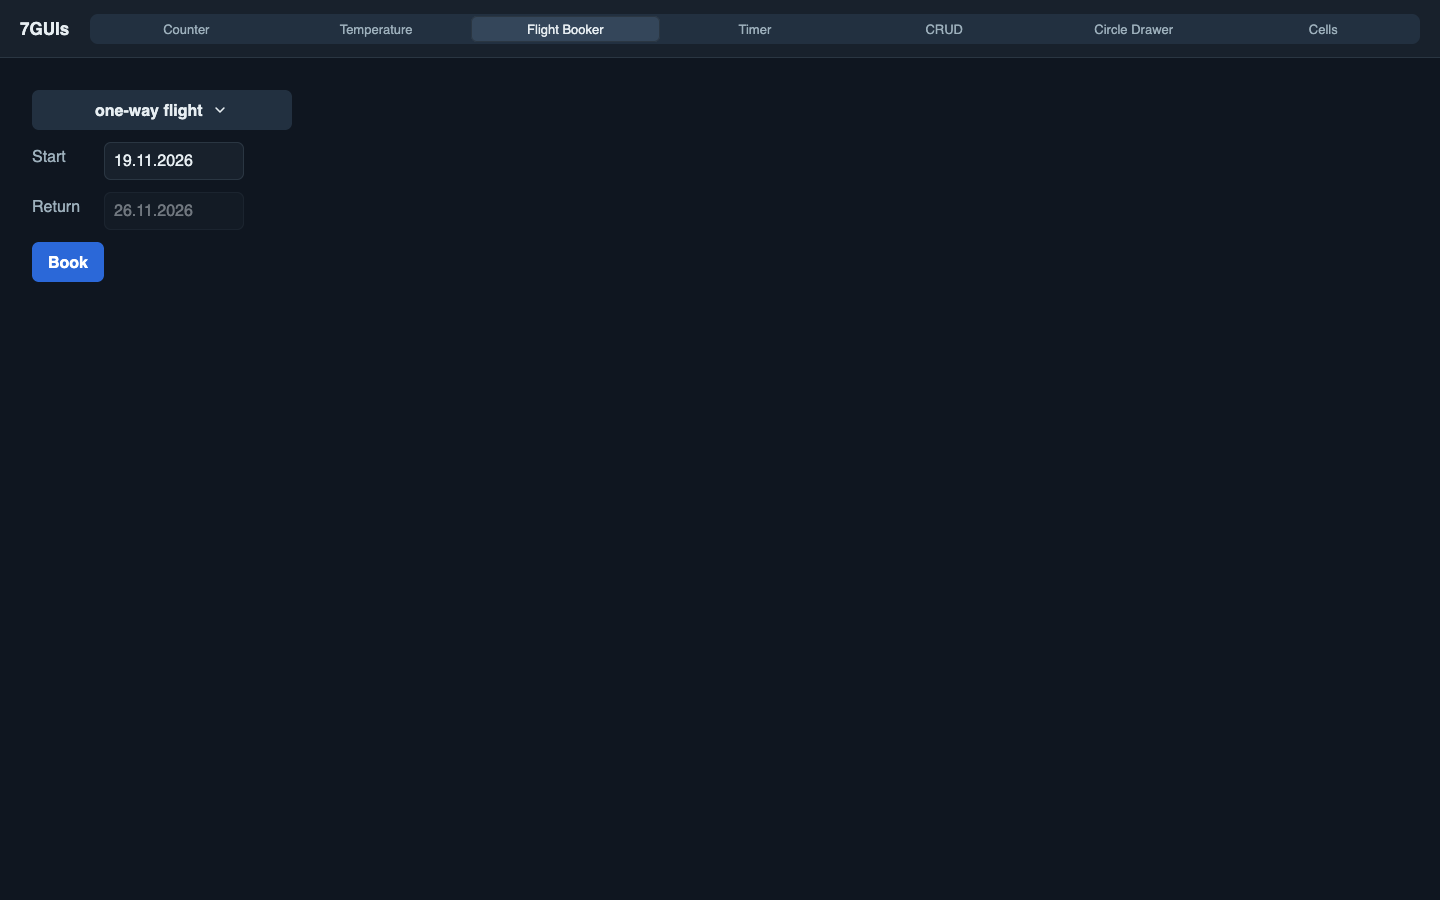 7GUIs Counter Temperature Flight Booker Timer CRUD Circle Drawer Cells
one-way flight
Start 19.11.2026
Return 26.11.2026
Book